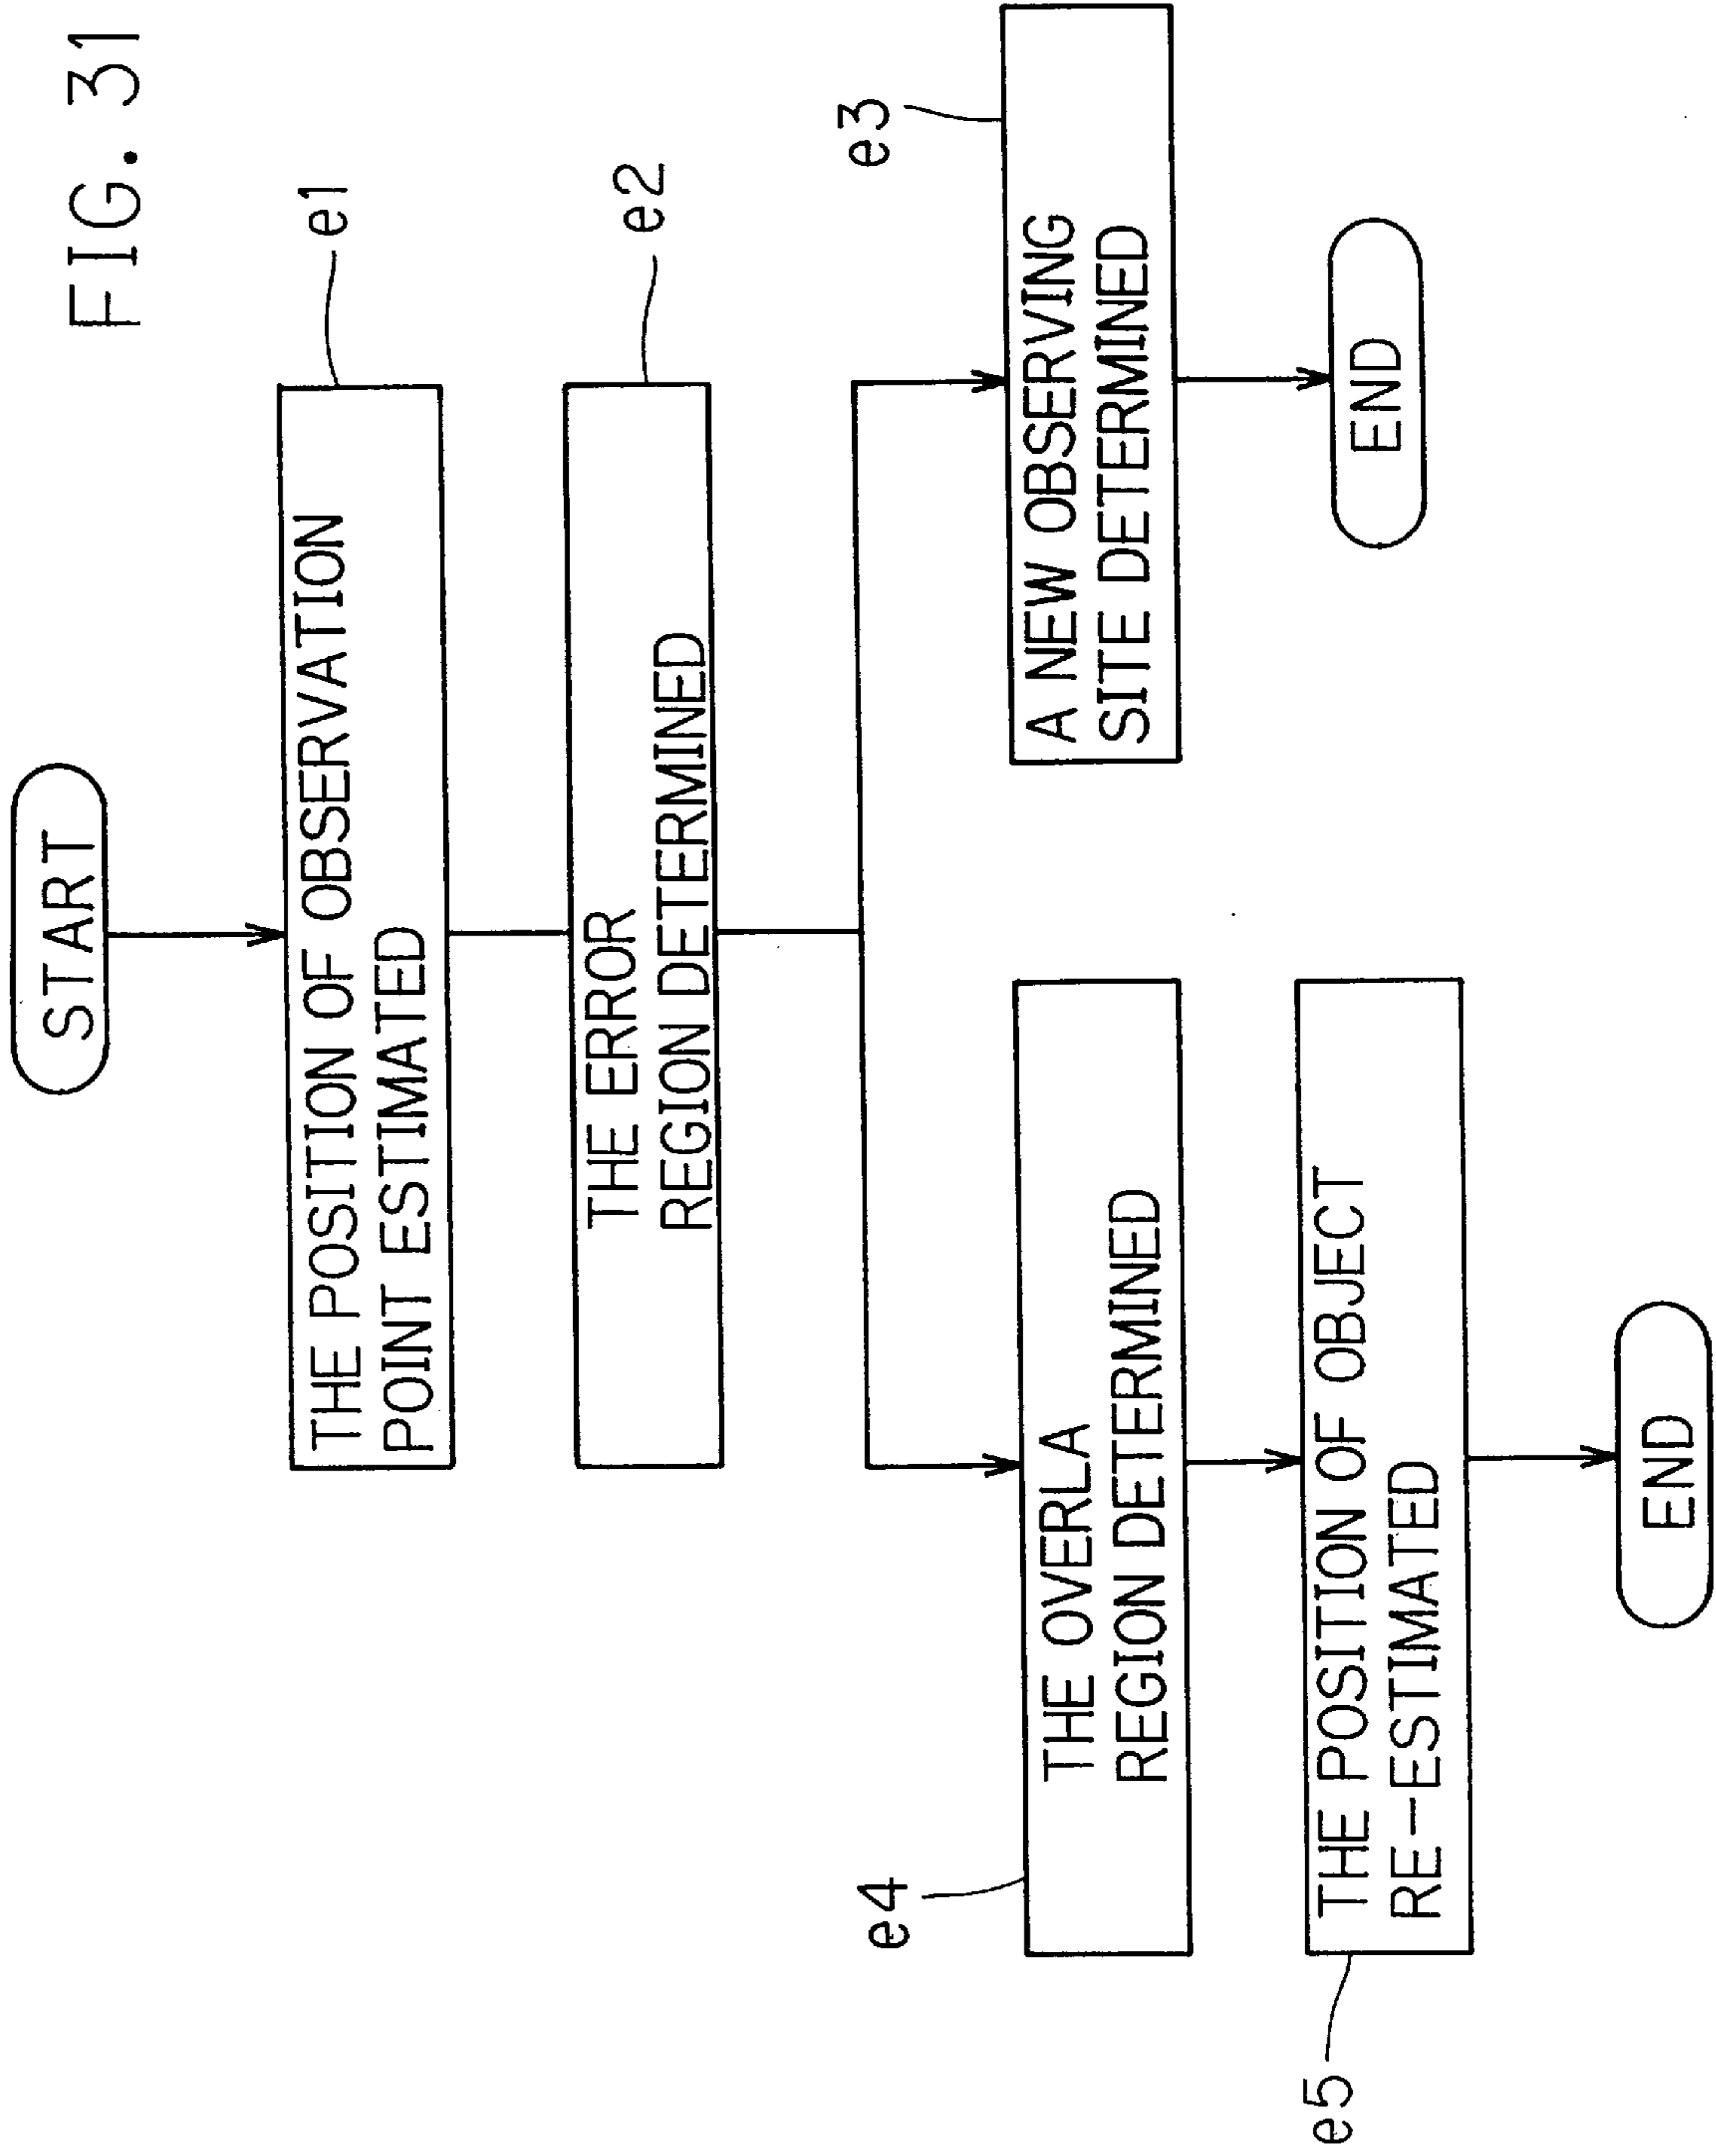 FIG. 31
START
e1
THE POSITION OF OBSERVATION
POINT ESTIMATED
e2
THE ERROR
REGION DETERMINED
e4
THE OVERLA
REGION DETERMINED
e5
THE POSITION OF OBJECT
RE-ESTIMATED
END
e3
A NEW OBSERVING
SITE DETERMINED
END